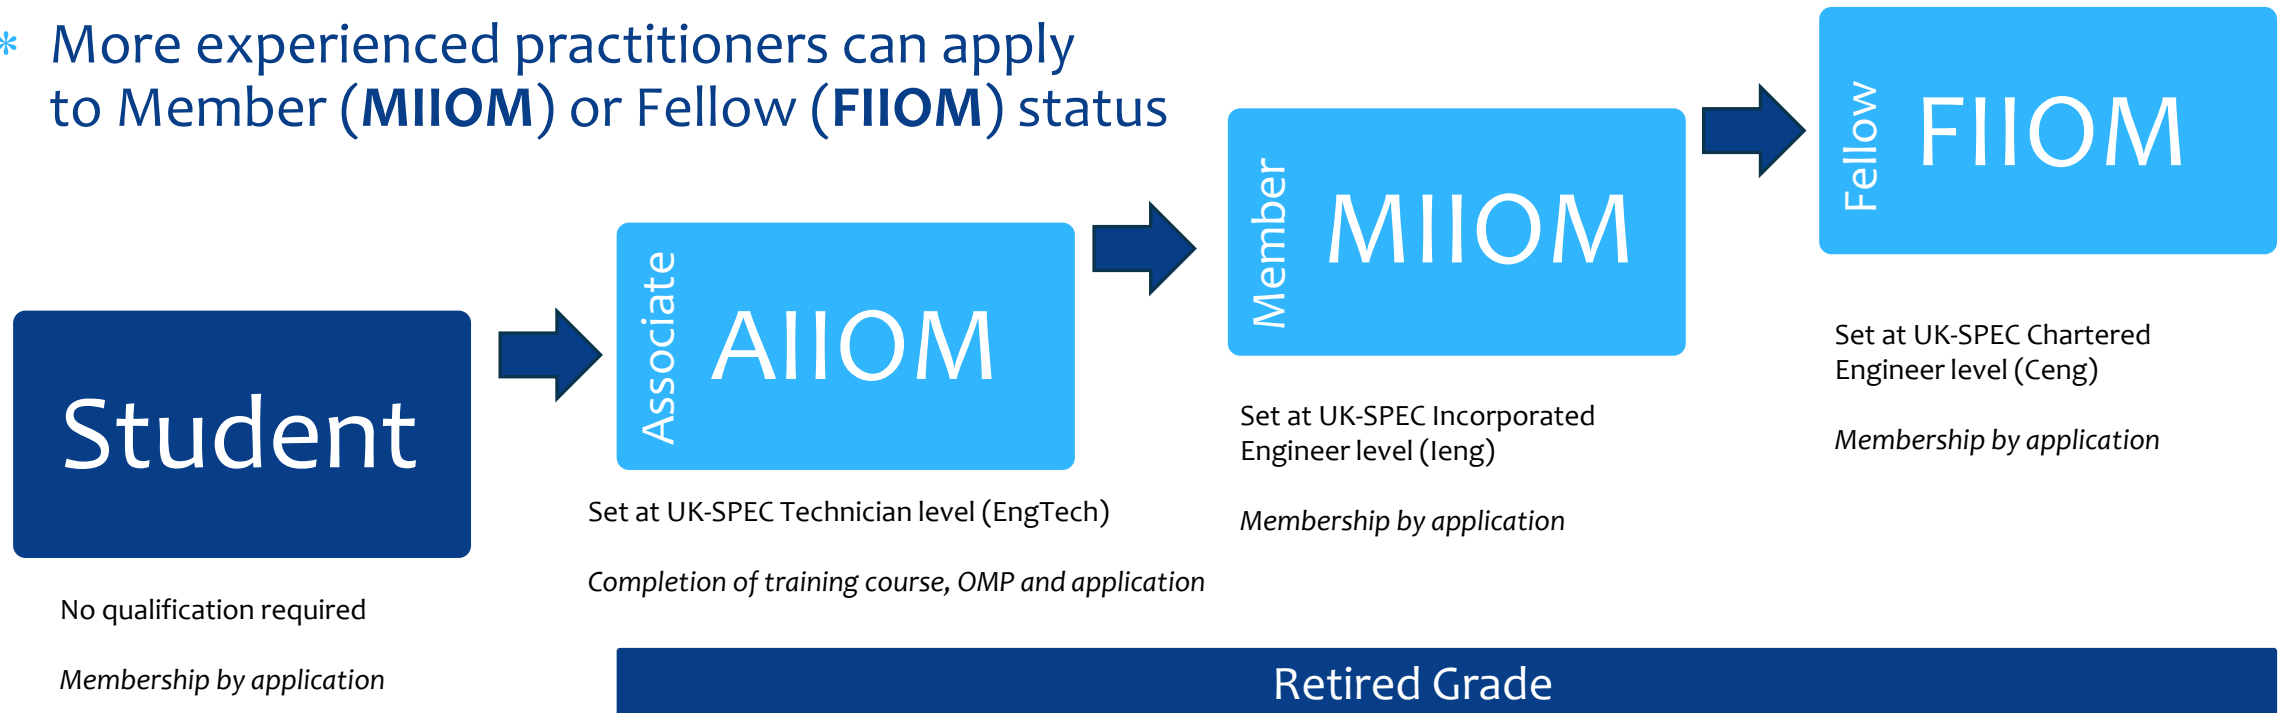 * More experienced practitioners can apply
to Member (MIIOM) or Fellow (FIIOM) status
Student
No qualification required
Membership by application
Associate
AIIOM
Set at UK-SPEC Technician level (EngTech)
Completion of training course, OMP and application
Member
MIIOM
Set at UK-SPEC Incorporated
Engineer level (Ieng)
Membership by application
Fellow
FIIOM
Set at UK-SPEC Chartered
Engineer level (Ceng)
Membership by application
Retired Grade